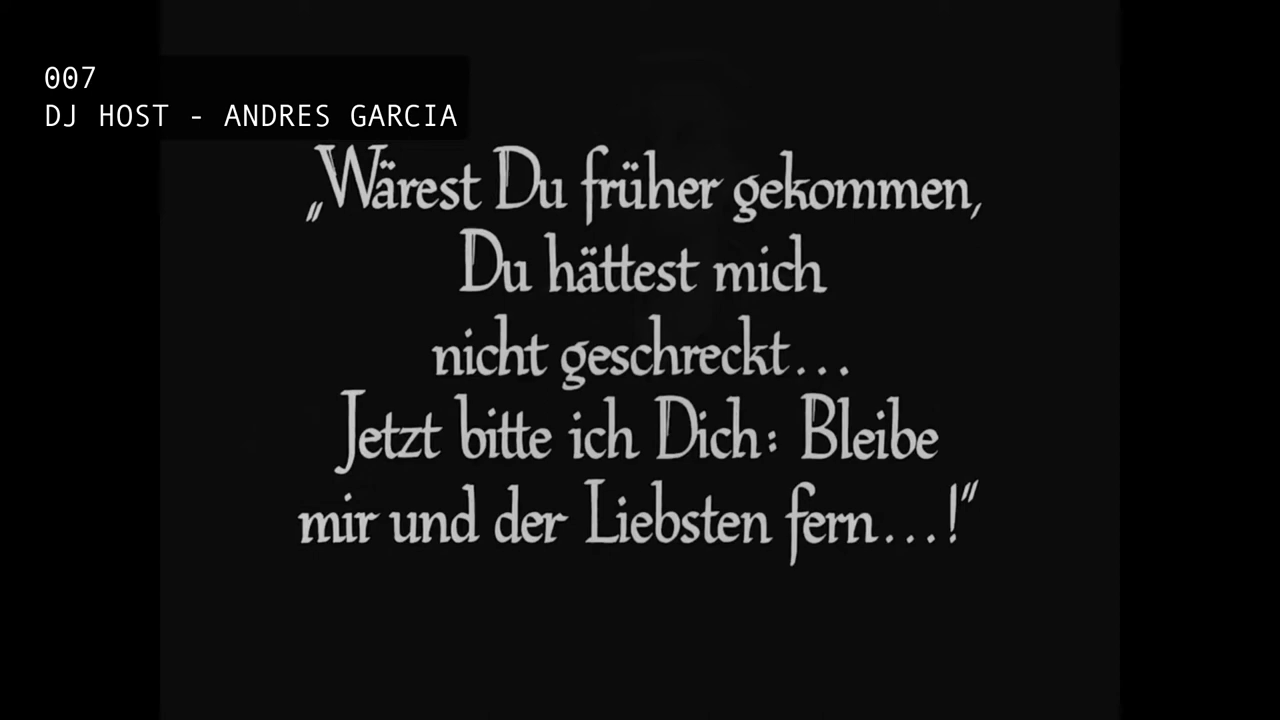 007
DJ HOST - ANDRES GARCIA
„Wärest Du früher gekommen,
Du hättest mich
nicht geschreckt...
Jetzt bitte ich Dich: Bleibe
mir und der Liebsten fern...!"